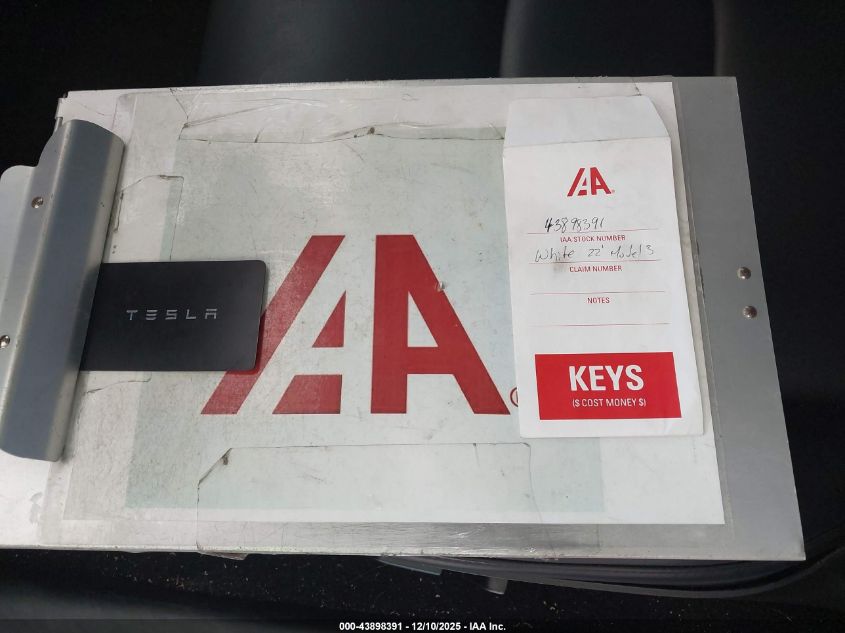 TESLA
IAA®
IAA®
43898391
IAA STOCK NUMBER
White 22' Model 3
CLAIM NUMBER
NOTES
KEYS
($ COST MONEY $)
000-43898391 - 12/10/2025 - IAA Inc.